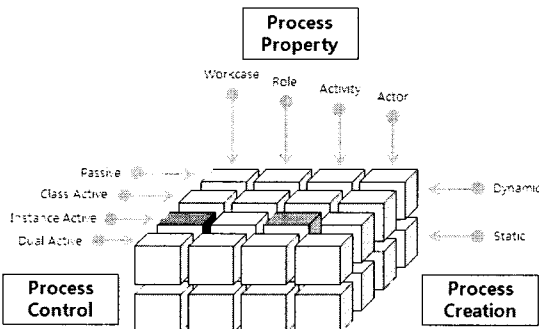 Process
Property
Workcase
Role
Activity
Actor
Passive
Class Active
Instance Active
Dual Active
Dynamic
Static
Process
Control
Process
Creation